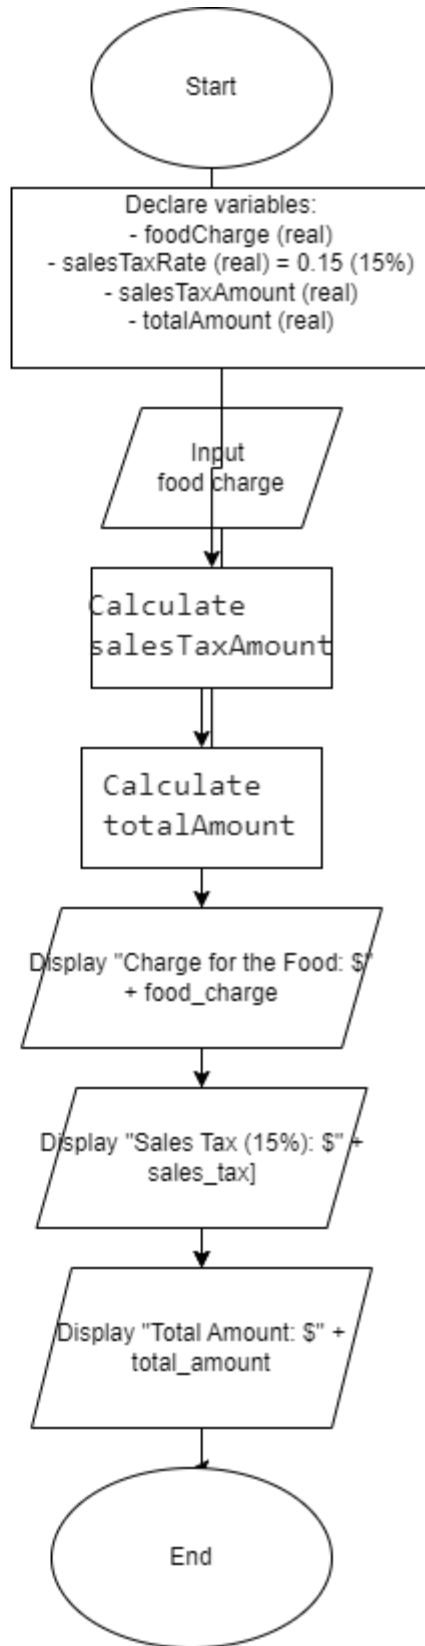 Start
Declare variables:
- foodCharge (real)
- salesTaxRate (real) = 0.15 (15%)
- salesTaxAmount (real)
- totalAmount (real)
Input
food charge
Calculate
salesTaxAmount
Calculate
totalAmount
Display "Charge for the Food: $"
+ food_charge
Display "Sales Tax (15%): $" +
sales_tax]
Display "Total Amount: $" +
total_amount
End